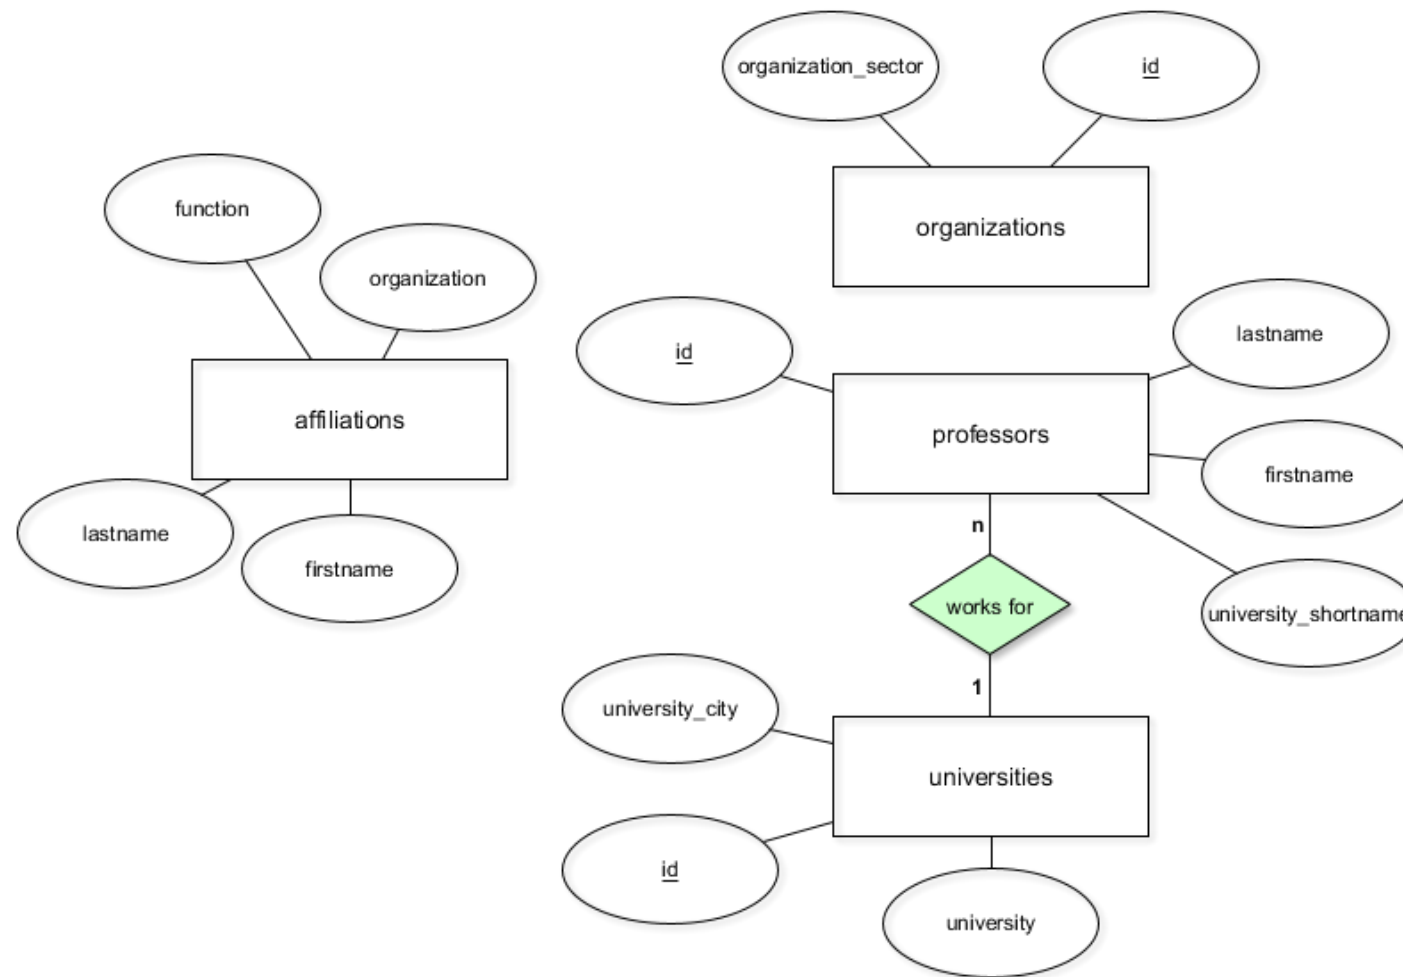 organization_sector
id
function
organizations
organization
lastname
id
affiliations
professors
firstname
n
lastname
firstname
works for
university_shortname
1
university_city
universities
id
university